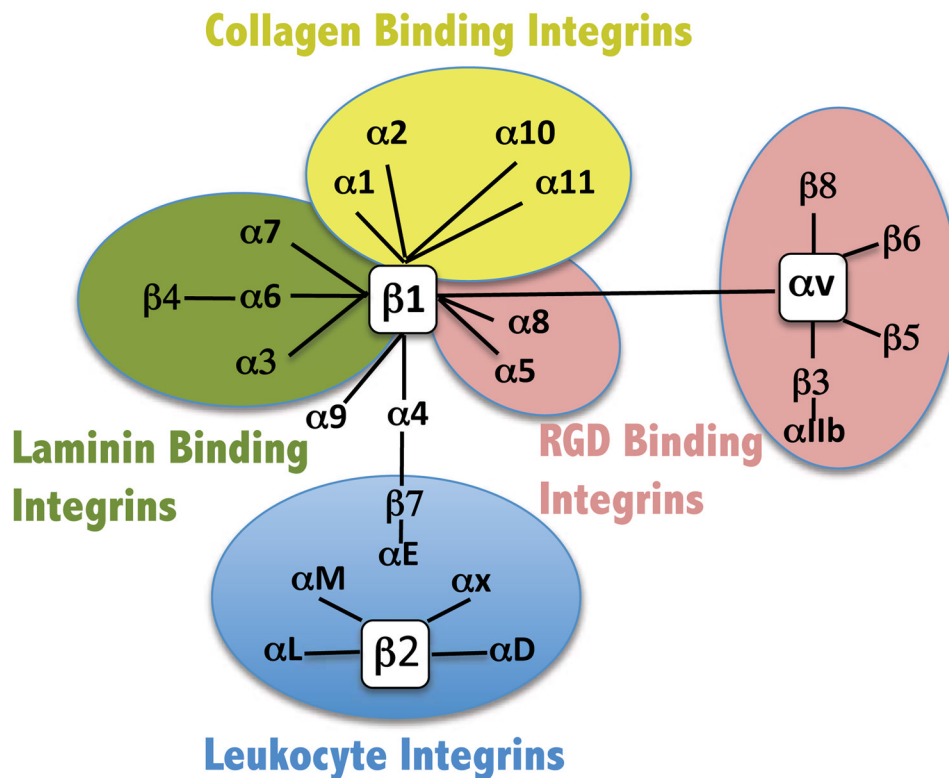 Collagen Binding Integrins
α2
α10
α1
α11
β8
α7
β6
β4
α6
β1
αv
α8
α3
α5
β5
β3
α9
α4
αIIb
Laminin Binding
Integrins
RGD Binding
Integrins
β7
αE
αM
αx
αL
β2
αD
Leukocyte Integrins